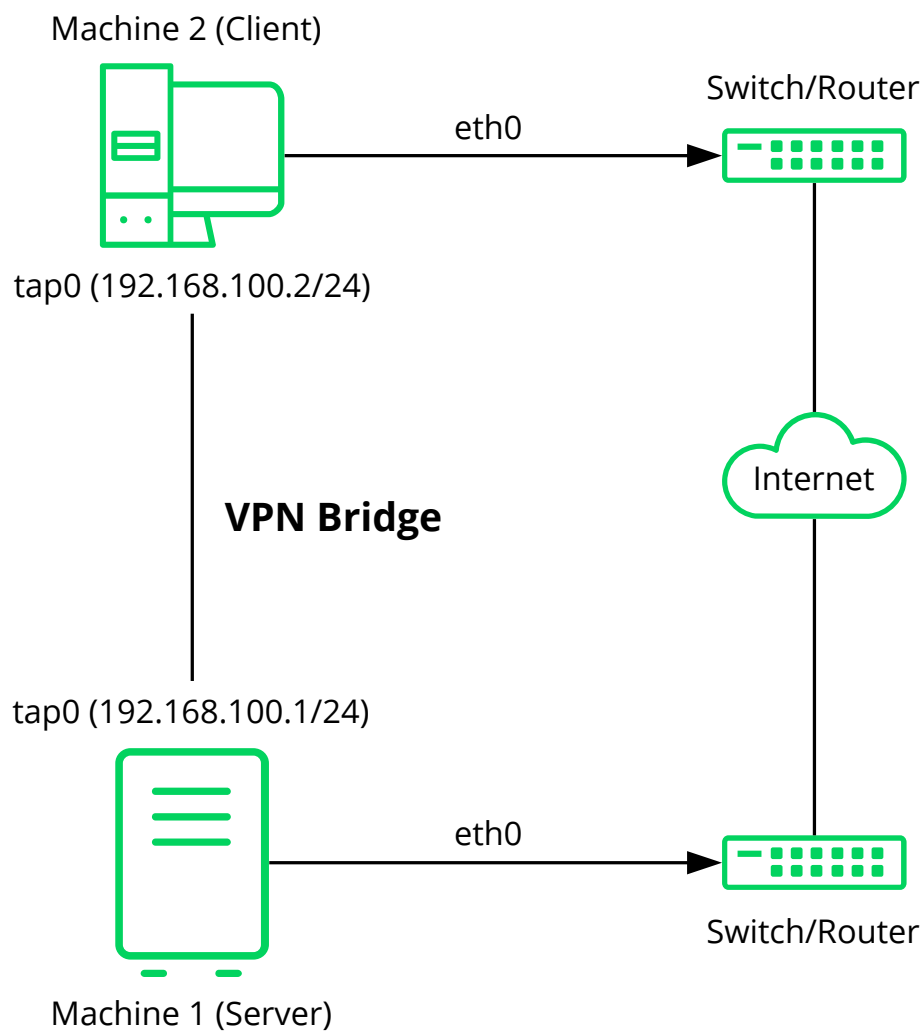 Machine 2 (Client)
Switch/Router
eth0
tap0 (192.168.100.2/24)
Internet
VPN Bridge
tap0 (192.168.100.1/24)
eth0
Switch/Router
Machine 1 (Server)